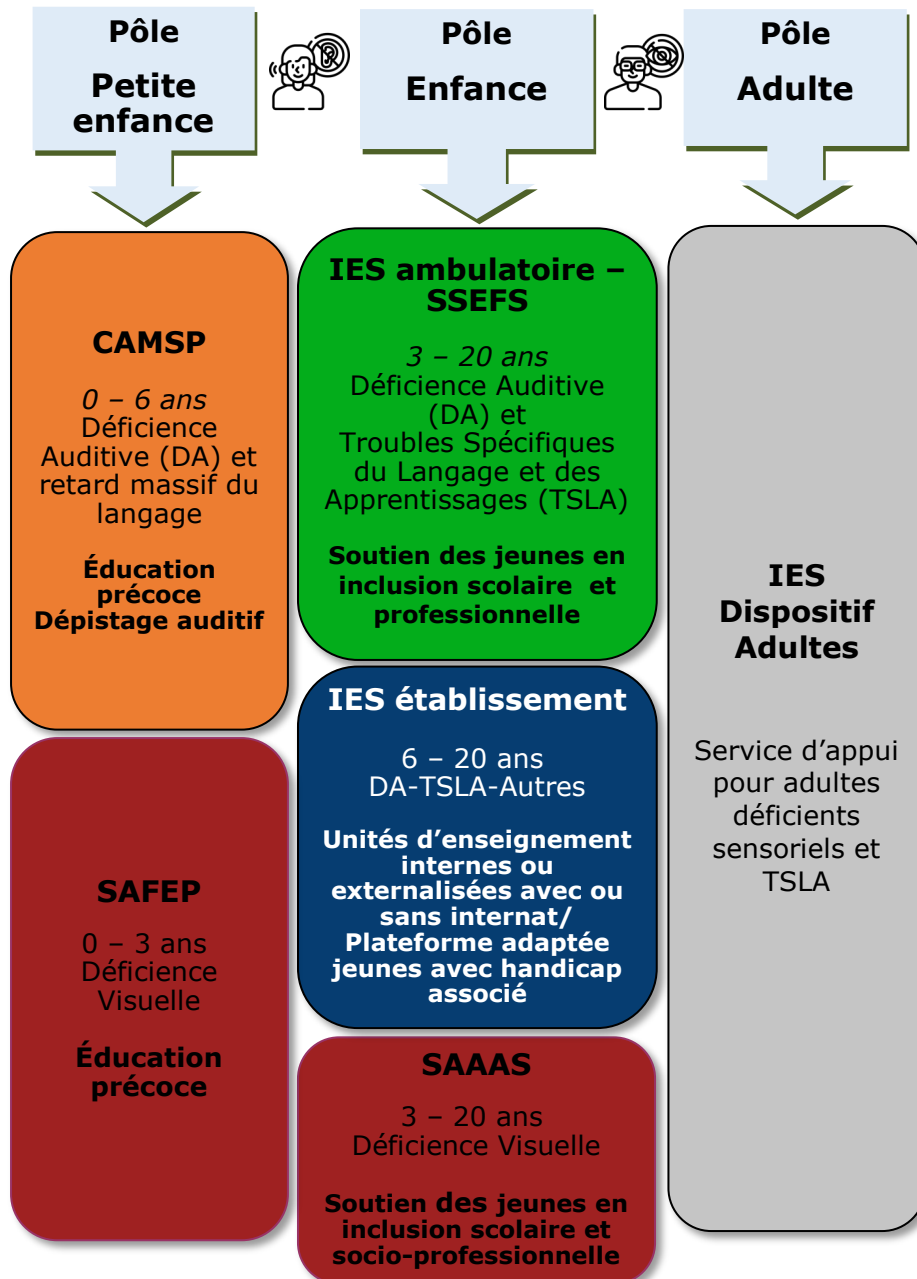 Pôle
Petite
enfance
Pôle
Enfance
Pôle
Adulte
CAMSP
0 – 6 ans
Déficience
Auditive (DA) et
retard massif du
langage
Éducation
précoce
Dépistage auditif
SAFEP
0 – 3 ans
Déficience
Visuelle
Éducation
précoce
IES ambulatoire –
SSEFS
3 – 20 ans
Déficience Auditive
(DA) et
Troubles Spécifiques
du Langage et des
Apprentissages (TSLA)
Soutien des jeunes en
inclusion scolaire et
professionnelle
IES établissement
6 – 20 ans
DA-TSLA-Autres
Unités d’enseignement
internes ou
externalisées avec ou
sans internat/
Plateforme adaptée
jeunes avec handicap
associé
SAAAS
3 – 20 ans
Déficience Visuelle
Soutien des jeunes en
inclusion scolaire et
socio-professionnelle
IES
Dispositif
Adultes
Service d’appui
pour adultes
déficients
sensoriels et
TSLA